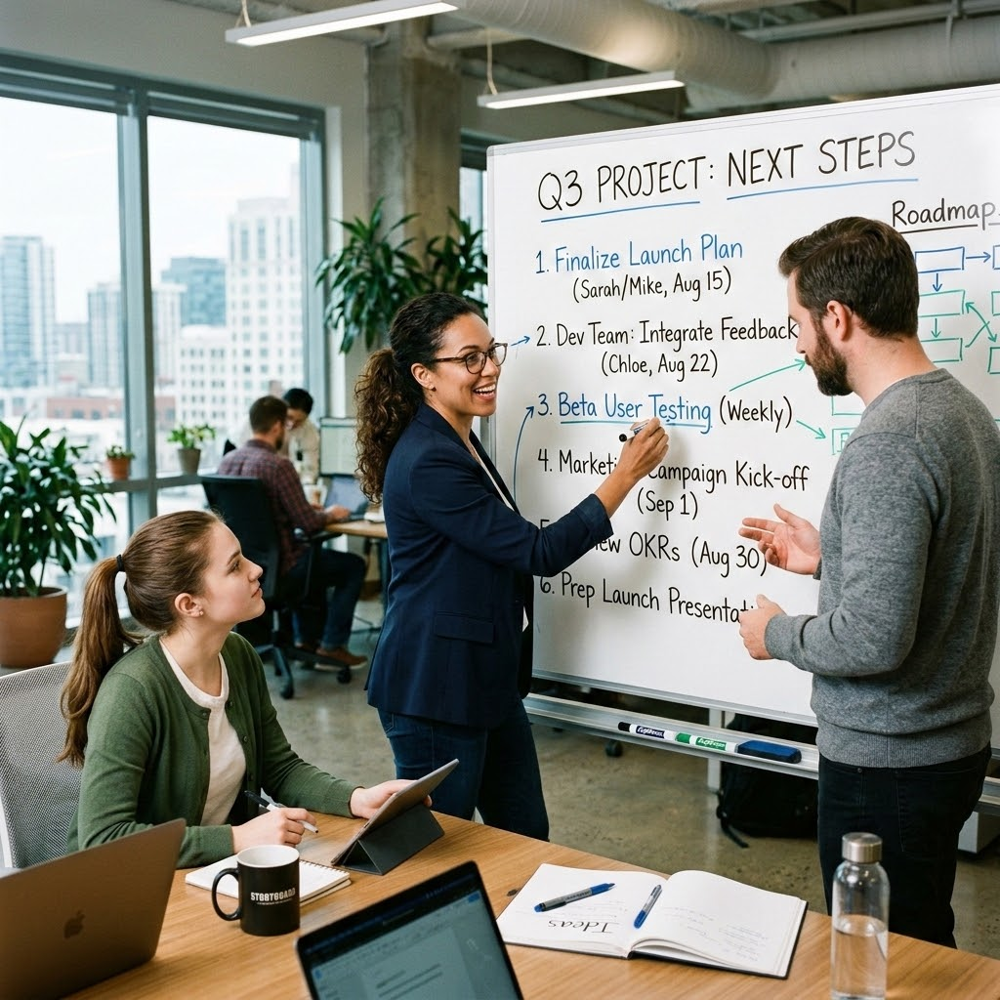 Q3 PROJECT: NEXT STEPS
Roadmap
1. Finalize Launch Plan
(Sarah/Mike, Aug 15)
2. Dev Team: Integrate Feedback
(Chloe, Aug 22)
3. Beta User Testing (Weekly)
4. Campaign Kick-off
(Sep 1)
OKRs (Aug 30)
6. Prep Launch
Ideas